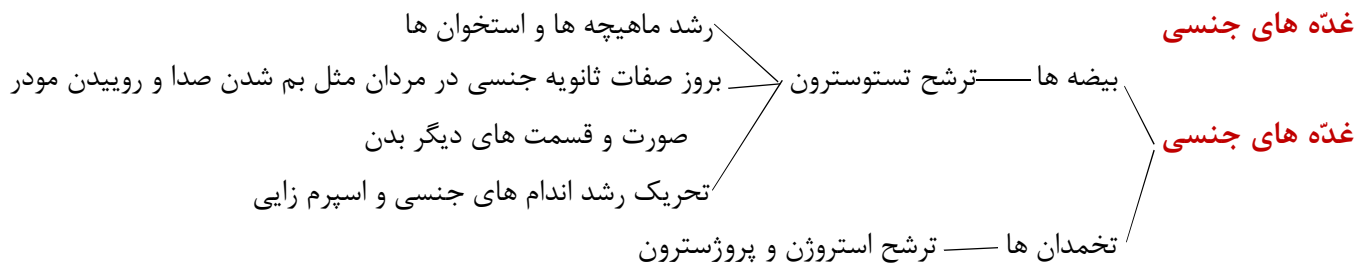 غدّه های جنسی
رشد ماهیچه ها و استخوان ها
بیضه ها ترشح تستوسترون بروز صفات ثانویه جنسی در مردان مثل بم شدن صدا و روییدن مودر
غدّه های جنسی
صورت و قسمت های دیگر بدن
تحریک رشد اندام های جنسی و اسپرم زایی
تخمدان ها ترشح استروژن و پروژسترون